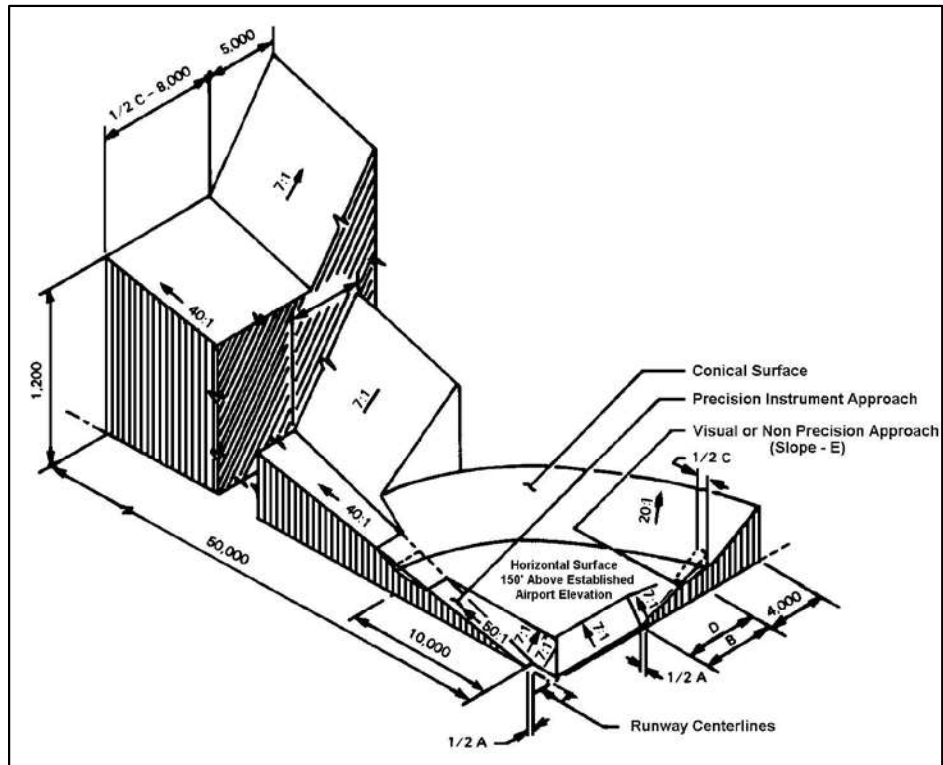 5,000
1/2 C – 8,000
7:1
40:1
1,200
7:1
Conical Surface
Precision Instrument Approach
Visual or Non Precision Approach
(Slope - E)
1/2 C
20:1
40:1
50,000
Horizontal Surface
150' Above Established
Airport Elevation
7:1
50:1
7:1
7:1
7:1
4,000
D
B
10,000
1/2 A
Runway Centerlines
1/2 A